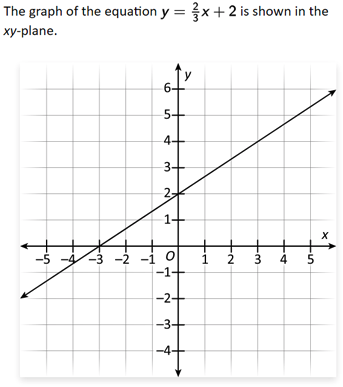 The graph of the equation y = 2/3 x + 2 is shown in the
xy-plane.
y
6
5
4
3
2
1
x
-5 -4 -3 -2 -1 O 1 2 3 4 5
-1
-2
-3
-4